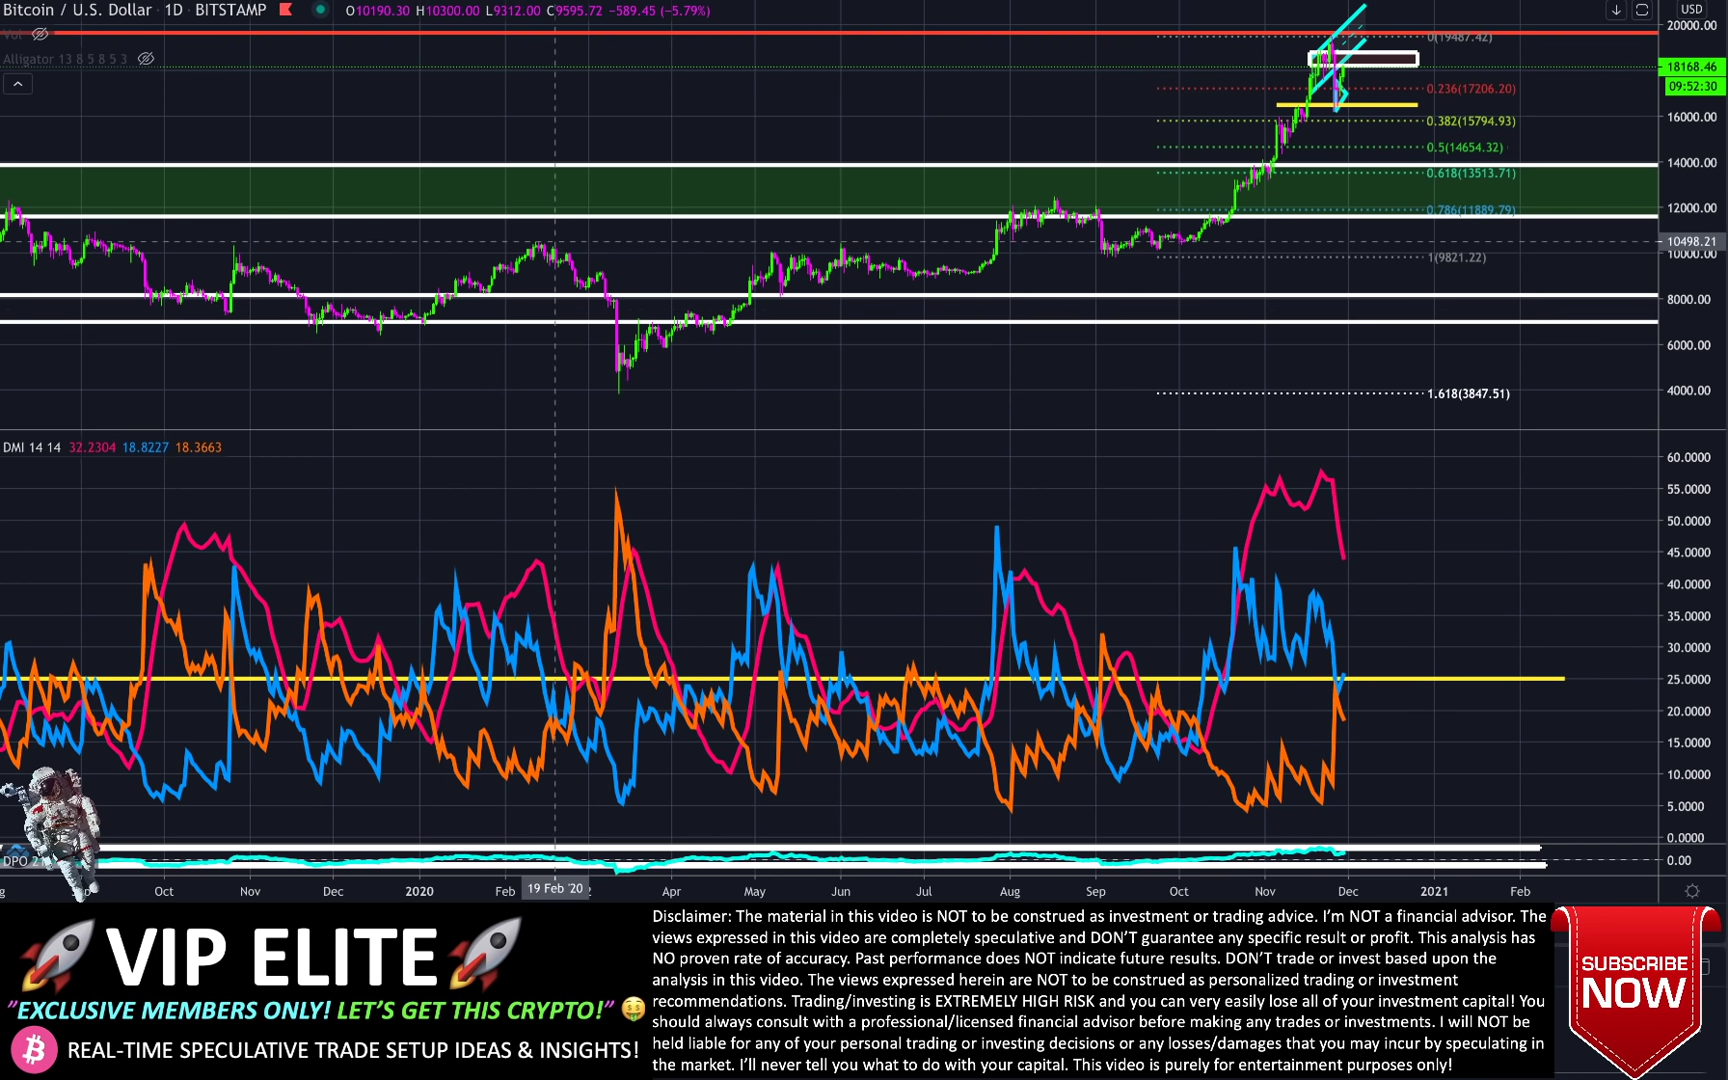 Bitcoin / U.S. Dollar · 1D · BITSTAMP O10190.30 H10300.00 L9312.00 C9595.72 −589.45 (−5.79%)
USD
Vol
Alligator 13 8 5 8 5 3
20000.00
0(19487.42)
18168.46
09:52:30
0.236(17206.20)
16000.00
0.382(15794.93)
0.5(14654.32)
14000.00
0.618(13513.71)
12000.00
0.786(11889.79)
10498.21
10000.00
1(9821.22)
8000.00
6000.00
4000.00
1.618(3847.51)
DMI 14 14 32.2304 18.8227 18.3663
60.0000
55.0000
50.0000
45.0000
40.0000
35.0000
30.0000
25.0000
20.0000
15.0000
10.0000
5.0000
0.0000
DPO 2
0.00
Oct Nov Dec 2020 Feb 19 Feb '20 Apr May Jun Jul Aug Sep Oct Nov Dec 2021 Feb
VIP ELITE
"EXCLUSIVE MEMBERS ONLY! LET'S GET THIS CRYPTO!"
REAL-TIME SPECULATIVE TRADE SETUP IDEAS & INSIGHTS!
Disclaimer: The material in this video is NOT to be construed as investment or trading advice. I'm NOT a financial advisor. The
views expressed in this video are completely speculative and DON'T guarantee any specific result or profit. This analysis has
NO proven rate of accuracy. Past performance does NOT indicate future results. DON'T trade or invest based upon the
analysis in this video. The views expressed herein are NOT to be construed as personalized trading or investment
recommendations. Trading/investing is EXTREMELY HIGH RISK and you can very easily lose all of your investment capital! You
should always consult with a professional/licensed financial advisor before making any trades or investments. I will NOT be
held liable for any of your personal trading or investing decisions or any losses/damages that you may incur by speculating in
the market. I'll never tell you what to do with your capital. This video is purely for entertainment purposes only!
SUBSCRIBE
NOW